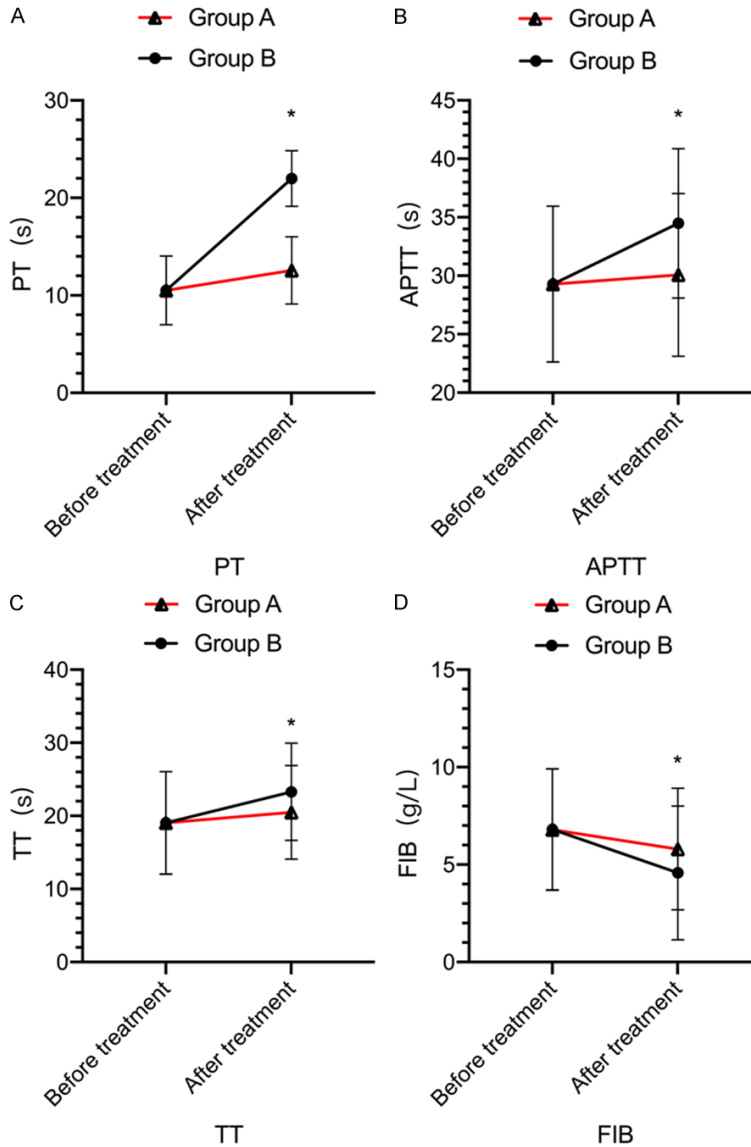 A
Group A
Group B
PT (s)
30
20
10
0
*
Before treatment
After treatment
PT
B
Group A
Group B
APTT (s)
45
40
35
30
25
20
*
Before treatment
After treatment
APTT
C
Group A
Group B
TT (s)
40
30
20
10
0
*
Before treatment
After treatment
TT
D
Group A
Group B
FIB (g/L)
15
10
5
0
*
Before treatment
After treatment
FIB